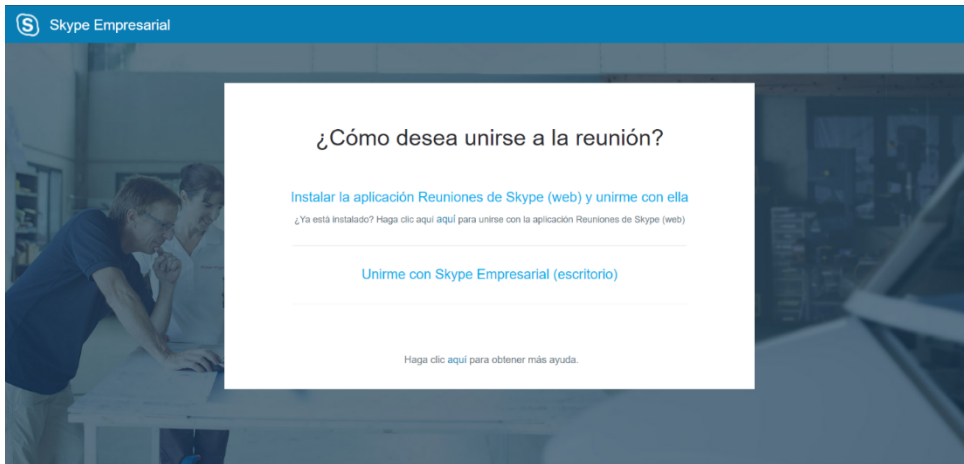 Skype Empresarial
¿Cómo desea unirse a la reunión?
Instalar la aplicación Reuniones de Skype (web) y unirme con ella
¿Ya está instalado? Haga clic aquí aquí para unirse con la aplicación Reuniones de Skype (web)
Unirme con Skype Empresarial (escritorio)
Haga clic aquí para obtener más ayuda.